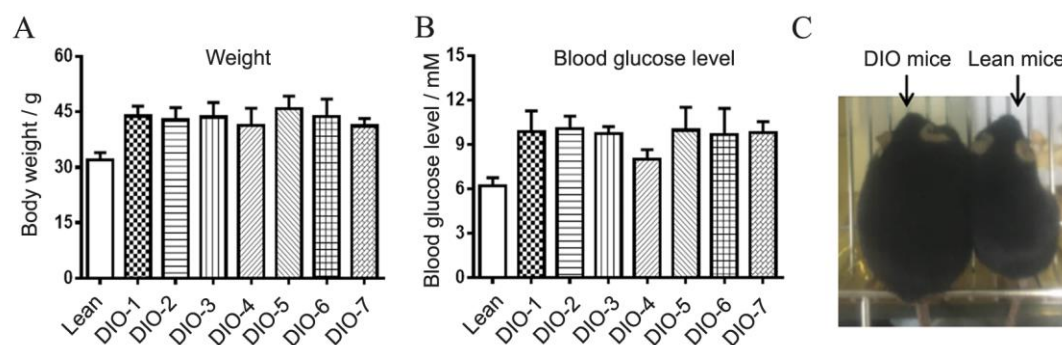 A
Weight
Body weight / g
60
45
30
15
0
Lean
DIO-1
DIO-2
DIO-3
DIO-4
DIO-5
DIO-6
DIO-7
B
Blood glucose level
Blood glucose level / mM
15
12
9
6
3
0
Lean
DIO-1
DIO-2
DIO-3
DIO-4
DIO-5
DIO-6
DIO-7
C
DIO mice Lean mice